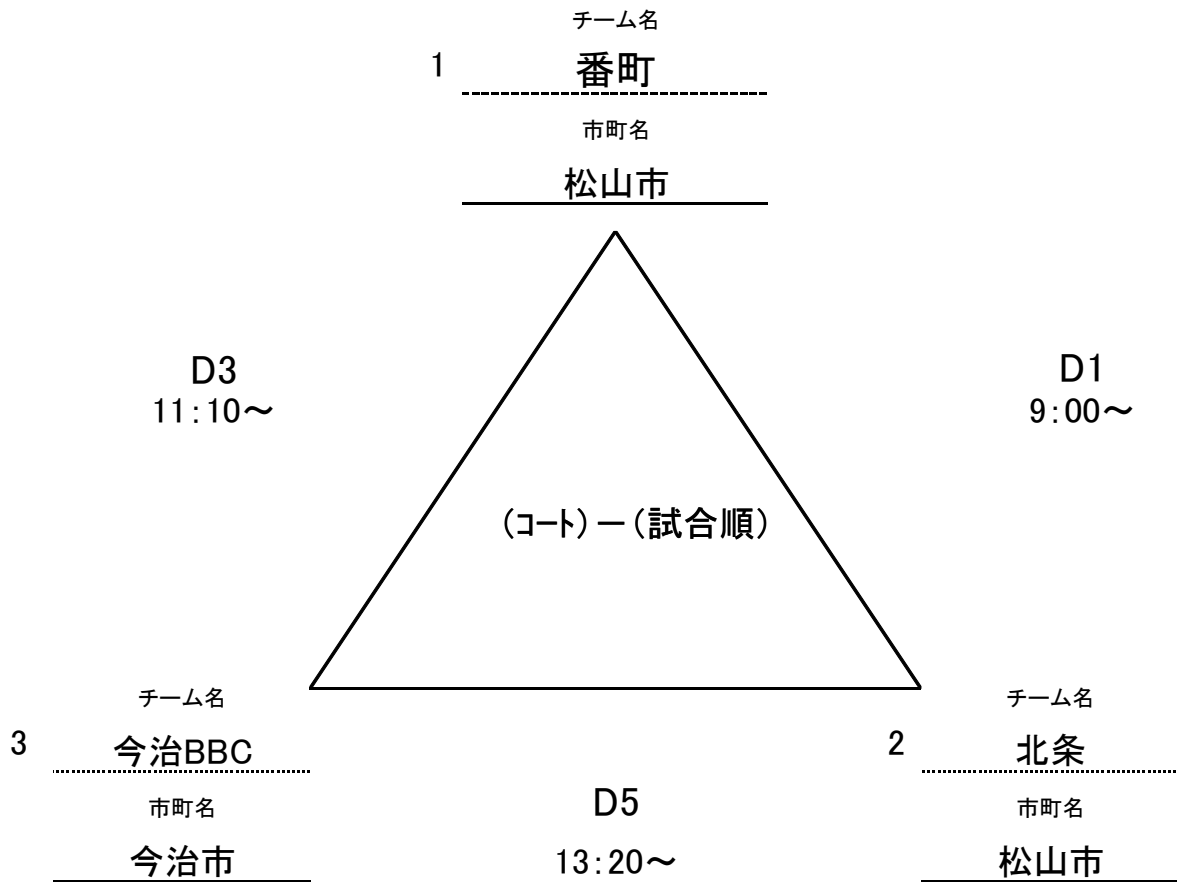 チーム名
1 番町
市町名
松山市
D3
11:10～
D1
9:00～
(コート)ー(試合順)
チーム名
3 今治BBC
市町名
今治市
D5
13:20～
チーム名
2 北条
市町名
松山市